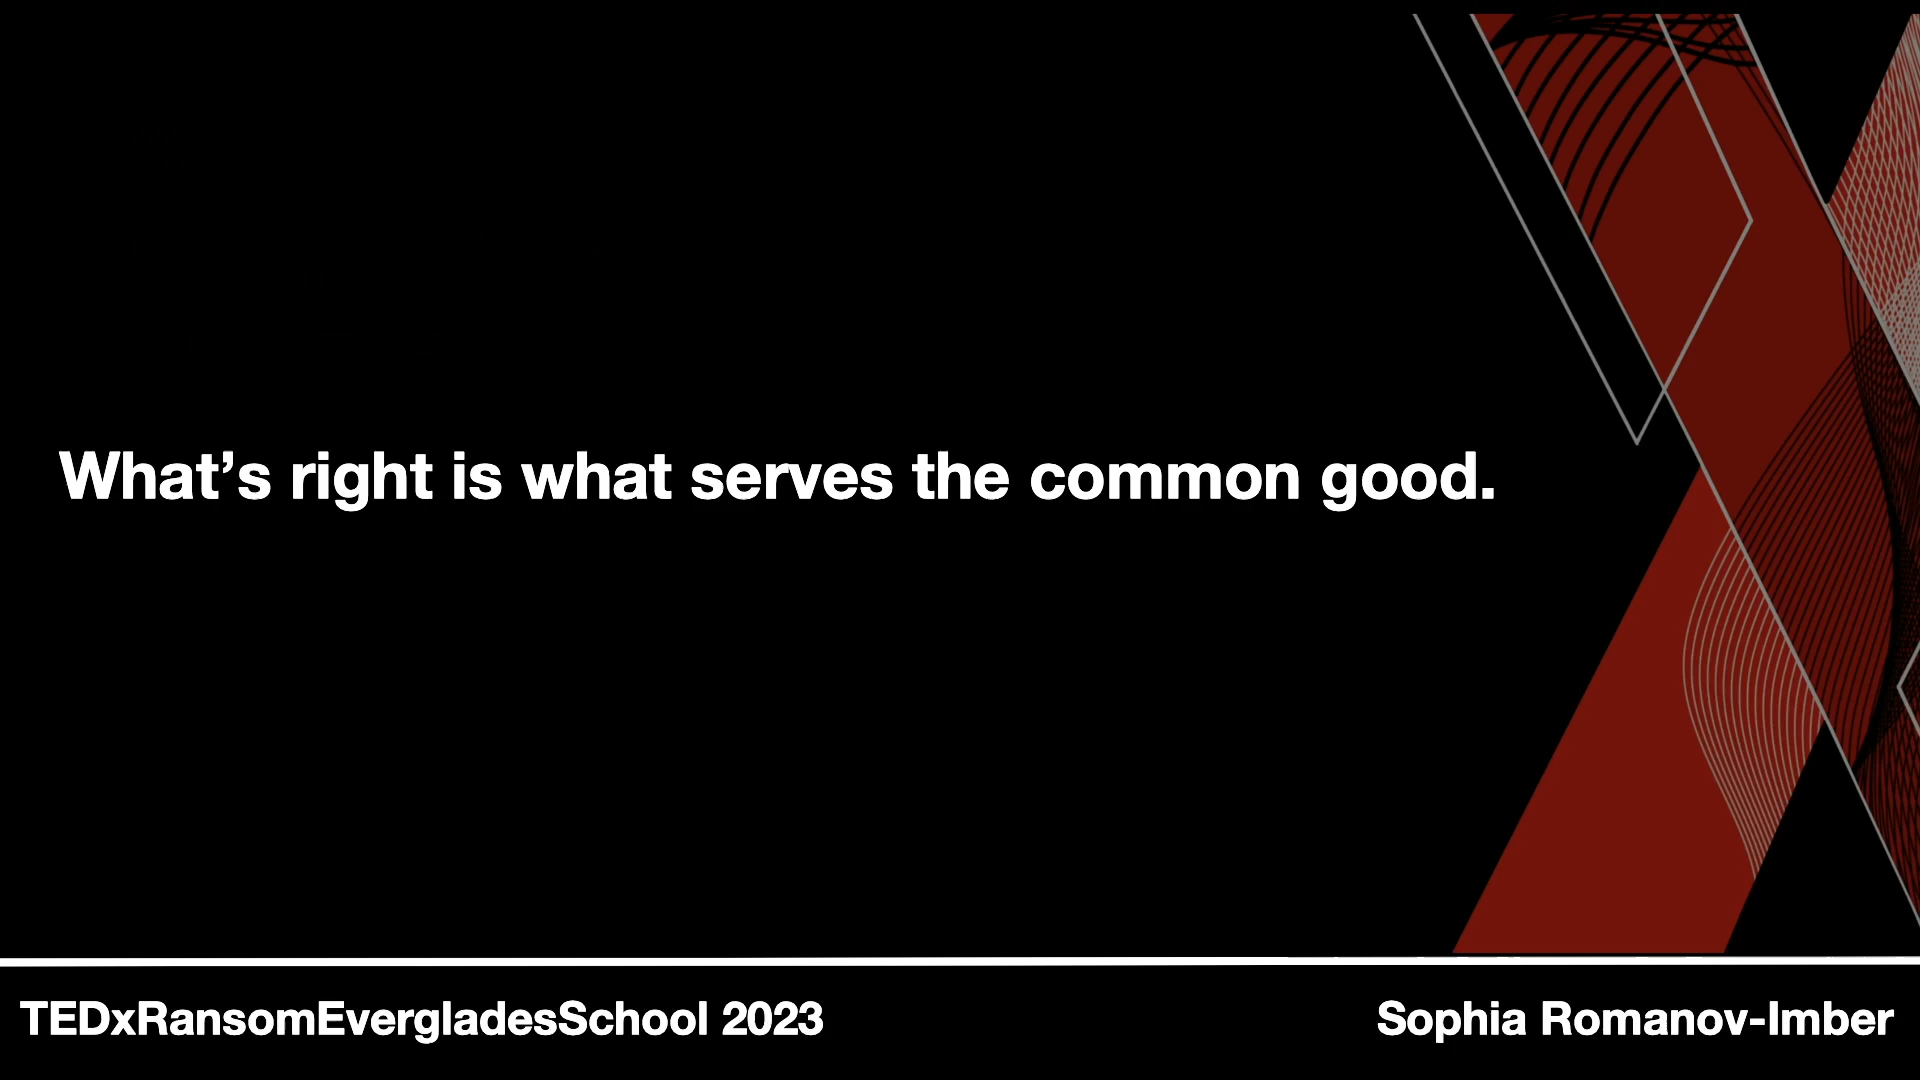 What’s right is what serves the common good.
TEDxRansomEvergladesSchool 2023
Sophia Romanov-Imber